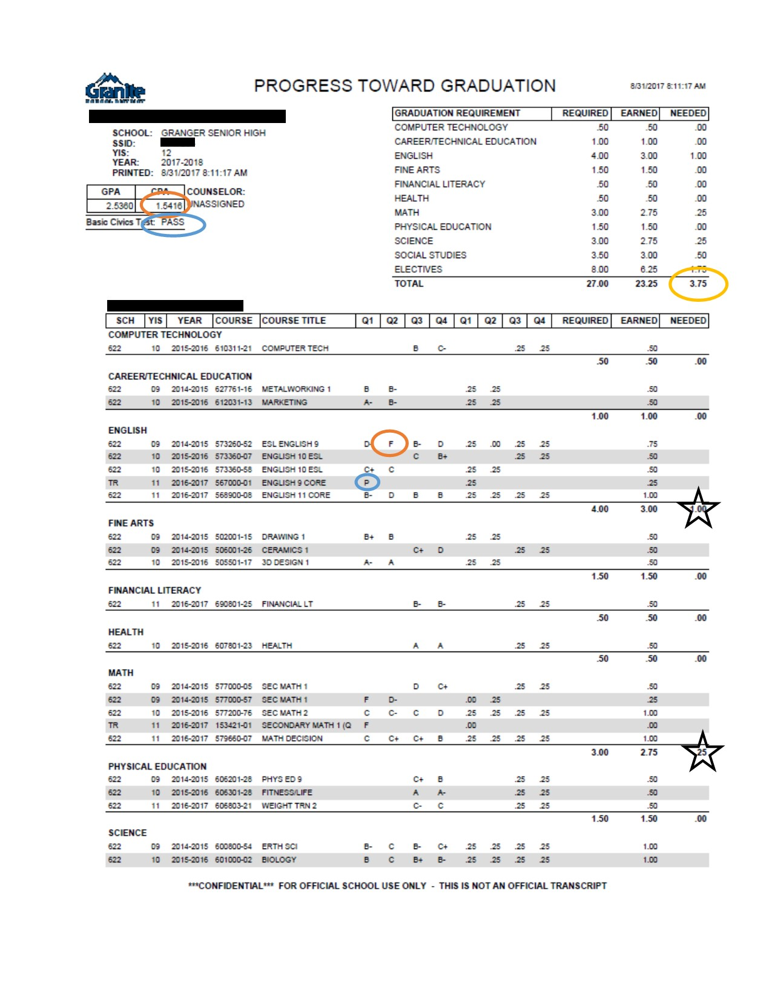 Granite
SCHOOL DISTRICT
PROGRESS TOWARD GRADUATION
8/31/2017 8:11:17 AM
SCHOOL: GRANGER SENIOR HIGH
SSID:
YIS: 12
YEAR: 2017-2018
PRINTED: 8/31/2017 8:11:17 AM
GPA CPA COUNSELOR:
2.5360 1.5416 UNASSIGNED
Basic Civics Test: PASS
GRADUATION REQUIREMENT REQUIRED EARNED NEEDED
COMPUTER TECHNOLOGY .50 .50 .00
CAREER/TECHNICAL EDUCATION 1.00 1.00 .00
ENGLISH 4.00 3.00 1.00
FINE ARTS 1.50 1.50 .00
FINANCIAL LITERACY .50 .50 .00
HEALTH .50 .50 .00
MATH 3.00 2.75 .25
PHYSICAL EDUCATION 1.50 1.50 .00
SCIENCE 3.00 2.75 .25
SOCIAL STUDIES 3.50 3.00 .50
ELECTIVES 8.00 6.25 1.75
TOTAL 27.00 23.25 3.75
SCH YIS YEAR COURSE COURSE TITLE Q1 Q2 Q3 Q4 Q1 Q2 Q3 Q4 REQUIRED EARNED NEEDED
COMPUTER TECHNOLOGY
622 10 2015-2016 610311-21 COMPUTER TECH B C- .25 .25 .50
.50 .50 .00
CAREER/TECHNICAL EDUCATION
622 09 2014-2015 627761-16 METALWORKING 1 B B- .25 .25 .50
622 10 2015-2016 612031-13 MARKETING A- B- .25 .25 .50
1.00 1.00 .00
ENGLISH
622 09 2014-2015 573260-52 ESL ENGLISH 9 D- F B- D .25 .00 .25 .25 .75
622 10 2015-2016 573360-07 ENGLISH 10 ESL C B+ .25 .25 .50
622 10 2015-2016 573360-58 ENGLISH 10 ESL C+ C .25 .25 .50
TR 11 2016-2017 567000-01 ENGLISH 9 CORE P .25 .25
622 11 2016-2017 568900-08 ENGLISH 11 CORE B- D B B .25 .25 .25 .25 1.00
4.00 3.00 1.00
FINE ARTS
622 09 2014-2015 502001-15 DRAWING 1 B+ B .25 .25 .50
622 09 2014-2015 506001-26 CERAMICS 1 C+ D .25 .25 .50
622 10 2015-2016 505501-17 3D DESIGN 1 A- A .25 .25 .50
1.50 1.50 .00
FINANCIAL LITERACY
622 11 2016-2017 690801-25 FINANCIAL LT B- B- .25 .25 .50
.50 .50 .00
HEALTH
622 10 2015-2016 607801-23 HEALTH A A .25 .25 .50
.50 .50 .00
MATH
622 09 2014-2015 577000-05 SEC MATH 1 D C+ .25 .25 .50
622 09 2014-2015 577000-57 SEC MATH 1 F D- .00 .25 .25
622 10 2015-2016 577200-76 SEC MATH 2 C C- C D .25 .25 .25 .25 1.00
TR 11 2016-2017 153421-01 SECONDARY MATH 1 (Q F .00 .00
622 11 2016-2017 579660-07 MATH DECISION C C+ C+ B .25 .25 .25 .25 1.00
3.00 2.75 .25
PHYSICAL EDUCATION
622 09 2014-2015 606201-28 PHYS ED 9 C+ B .25 .25 .50
622 10 2015-2016 606301-28 FITNESS/LIFE A A- .25 .25 .50
622 11 2016-2017 606803-21 WEIGHT TRN 2 C- C .25 .25 .50
1.50 1.50 .00
SCIENCE
622 09 2014-2015 600800-54 ERTH SCI B- C B- C+ .25 .25 .25 .25 1.00
622 10 2015-2016 601000-02 BIOLOGY B C B+ B- .25 .25 .25 .25 1.00
***CONFIDENTIAL*** FOR OFFICIAL SCHOOL USE ONLY - THIS IS NOT AN OFFICIAL TRANSCRIPT